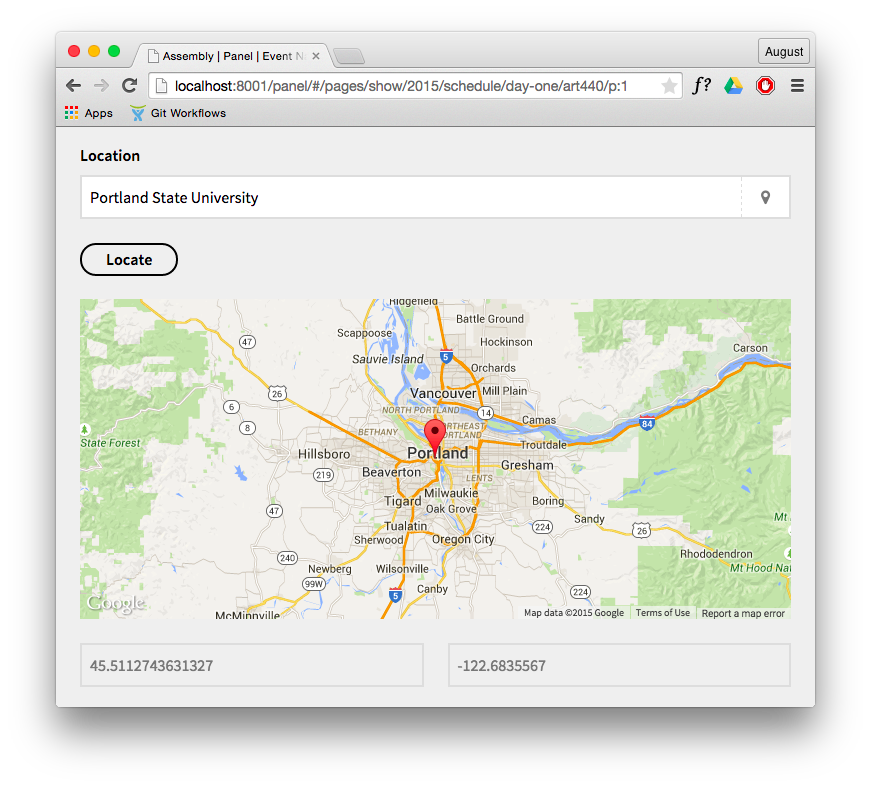 Assembly | Panel | Event N
August
localhost:8001/panel/#/pages/show/2015/schedule/day-one/art440/p:1
f?
Apps
Git Workflows
Location
Portland State University
Locate
Ridgefield
Battle Ground
Scappoose
Hockinson
47
5
Carson
Sauvie Island
Orchards
26
Vancouver
Mill Plain
6
NORTH PORTLAND
14
Camas
84
8
BETHANY
NORTHEAST
PORTLAND
State Forest
Hillsboro
Portland
Troutdale
Beaverton
Gresham
219
LENTS
Tigard
Milwaukie
Boring
47
Oak Grove
Sandy
Mt
Tualatin
224
26
Sherwood
Oregon City
Rhododendron
240
Newberg
Wilsonville
Mt Hood Nat
99W
Canby
224
5
Google
McMinnville
Map data ©2015 Google
Terms of Use
Report a map error
45.5112743631327
-122.6835567